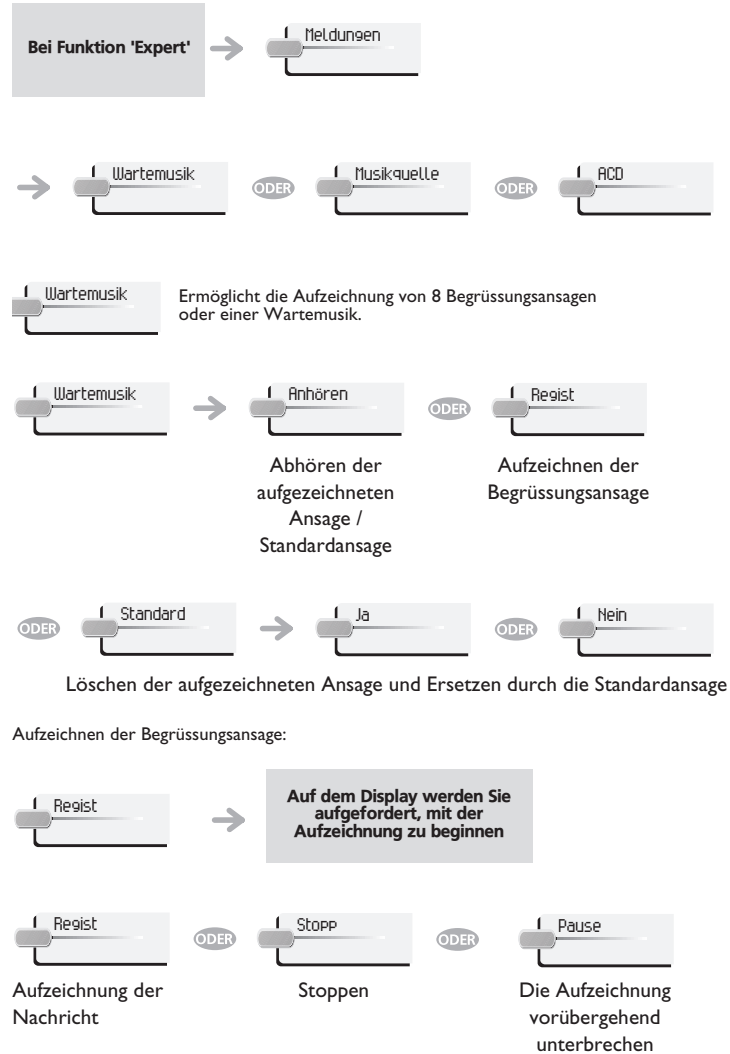 Bei Funktion 'Expert'
Meldungen
Wartemusik
ODER
Musikquelle
ODER
ACD
Wartemusik
Ermöglicht die Aufzeichnung von 8 Begrüssungsansagen
oder einer Wartemusik.
Wartemusik
Anhören
ODER
Regist
Abhören der
aufgezeichneten
Ansage /
Standardansage
Aufzeichnen der
Begrüssungsansage
ODER
Standard
Ja
ODER
Nein
Löschen der aufgezeichneten Ansage und Ersetzen durch die Standardansage
Aufzeichnen der Begrüssungsansage:
Regist
Auf dem Display werden Sie
aufgefordert, mit der
Aufzeichnung zu beginnen
Regist
ODER
Stopp
ODER
Pause
Aufzeichnung der
Nachricht
Stoppen
Die Aufzeichnung
vorübergehend
unterbrechen